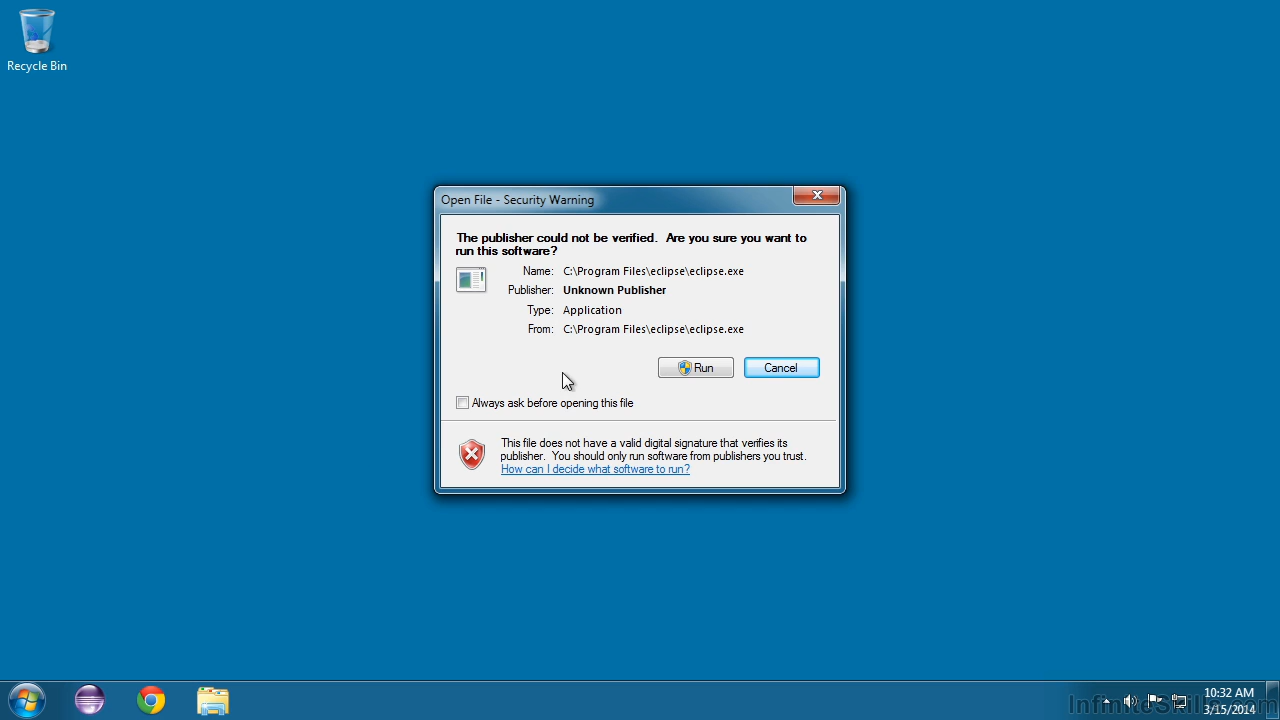 Recycle Bin
Open File - Security Warning
The publisher could not be verified. Are you sure you want to
run this software?
Name: C:\Program Files\eclipse\eclipse.exe
Publisher: Unknown Publisher
Type: Application
From: C:\Program Files\eclipse\eclipse.exe
Run Cancel
Always ask before opening this file
This file does not have a valid digital signature that verifies its
publisher. You should only run software from publishers you trust.
How can I decide what software to run?
10:32 AM
3/15/2014
InfiniteSkills.com